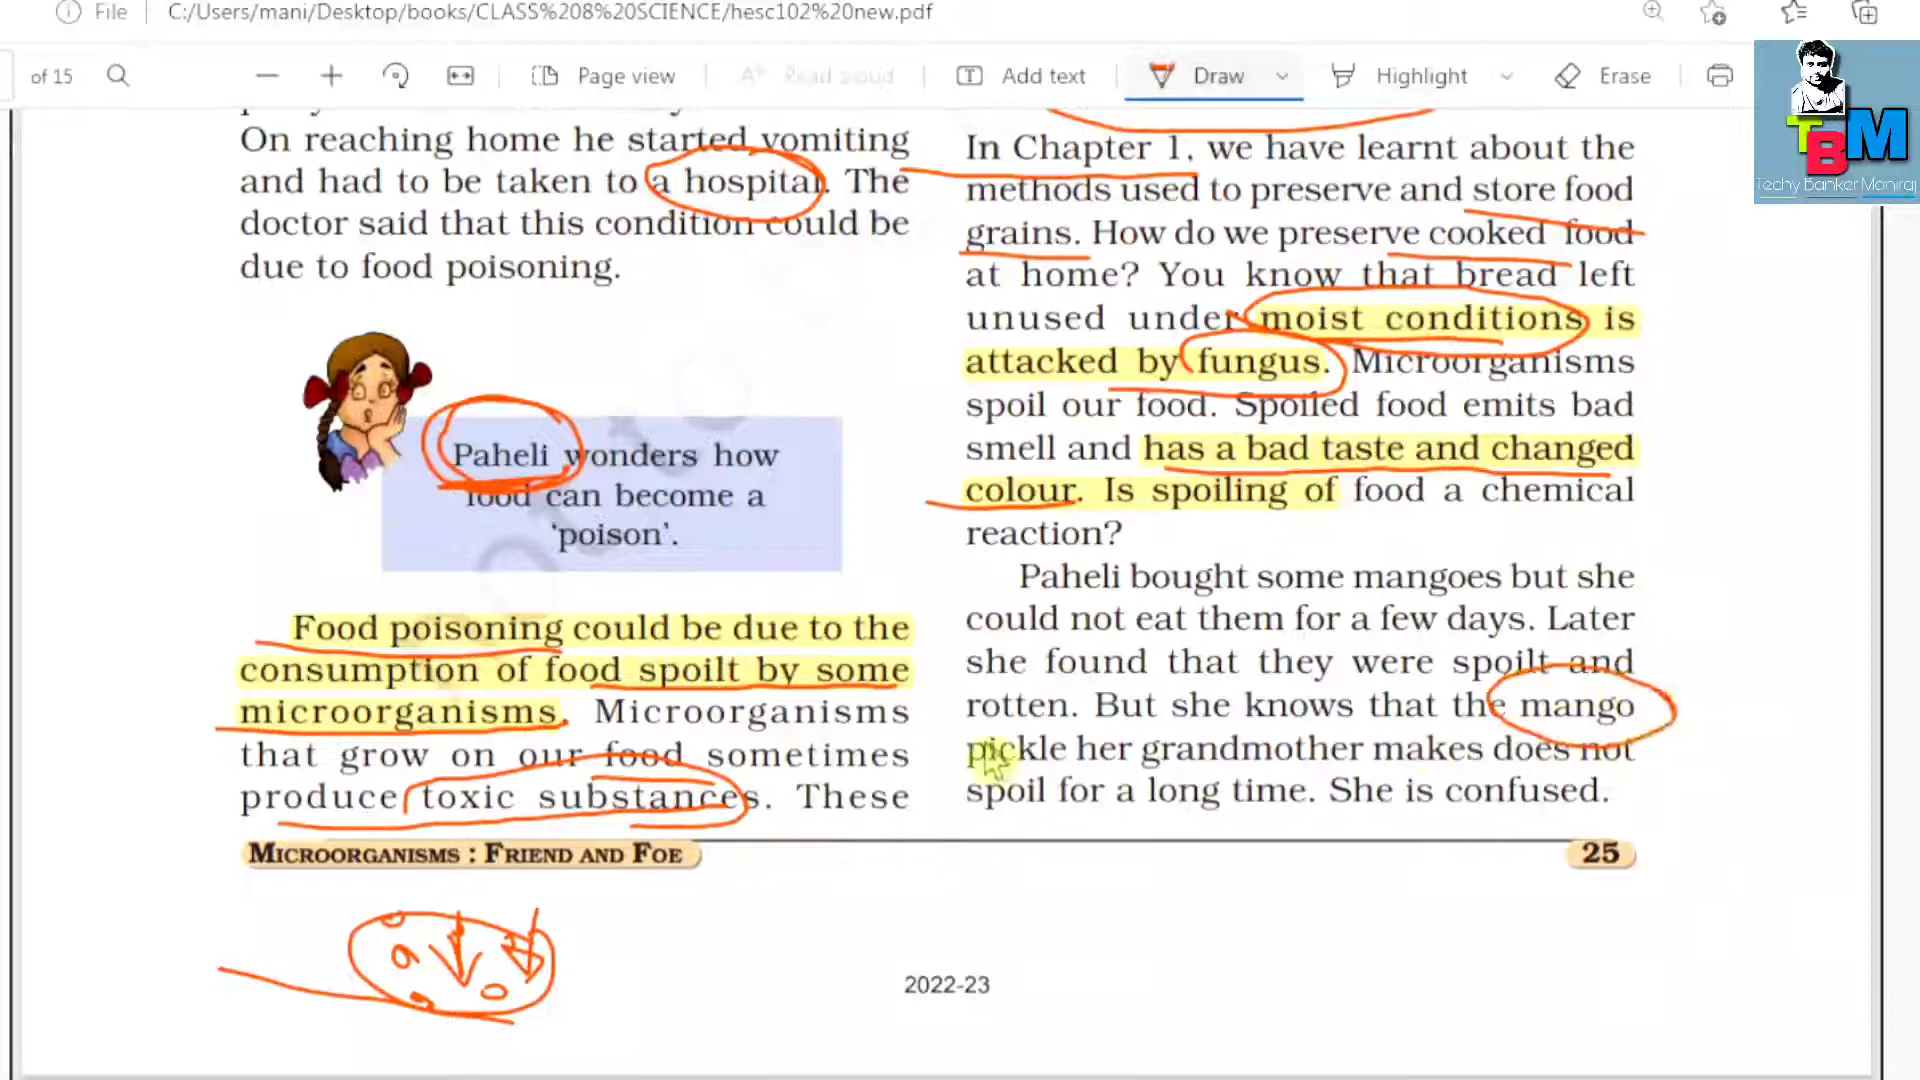 File
C:/Users/mani/Desktop/books/CLASS%208%20SCIENCE/hesc102%20new.pdf
of 15
Page view
Read aloud
Add text
Draw
Highlight
Erase
TBM
Techy Banker Maniraj
On reaching home he started vomiting
and had to be taken to a hospital. The
doctor said that this condition could be
due to food poisoning.
Paheli wonders how
food can become a
‘poison’.
Food poisoning could be due to the
consumption of food spoilt by some
microorganisms. Microorganisms
that grow on our food sometimes
produce toxic substances. These
In Chapter 1, we have learnt about the
methods used to preserve and store food
grains. How do we preserve cooked food
at home? You know that bread left
unused under moist conditions is
attacked by fungus. Microorganisms
spoil our food. Spoiled food emits bad
smell and has a bad taste and changed
colour. Is spoiling of food a chemical
reaction?
Paheli bought some mangoes but she
could not eat them for a few days. Later
she found that they were spoilt and
rotten. But she knows that the mango
pickle her grandmother makes does not
spoil for a long time. She is confused.
MICROORGANISMS : FRIEND AND FOE
25
2022-23